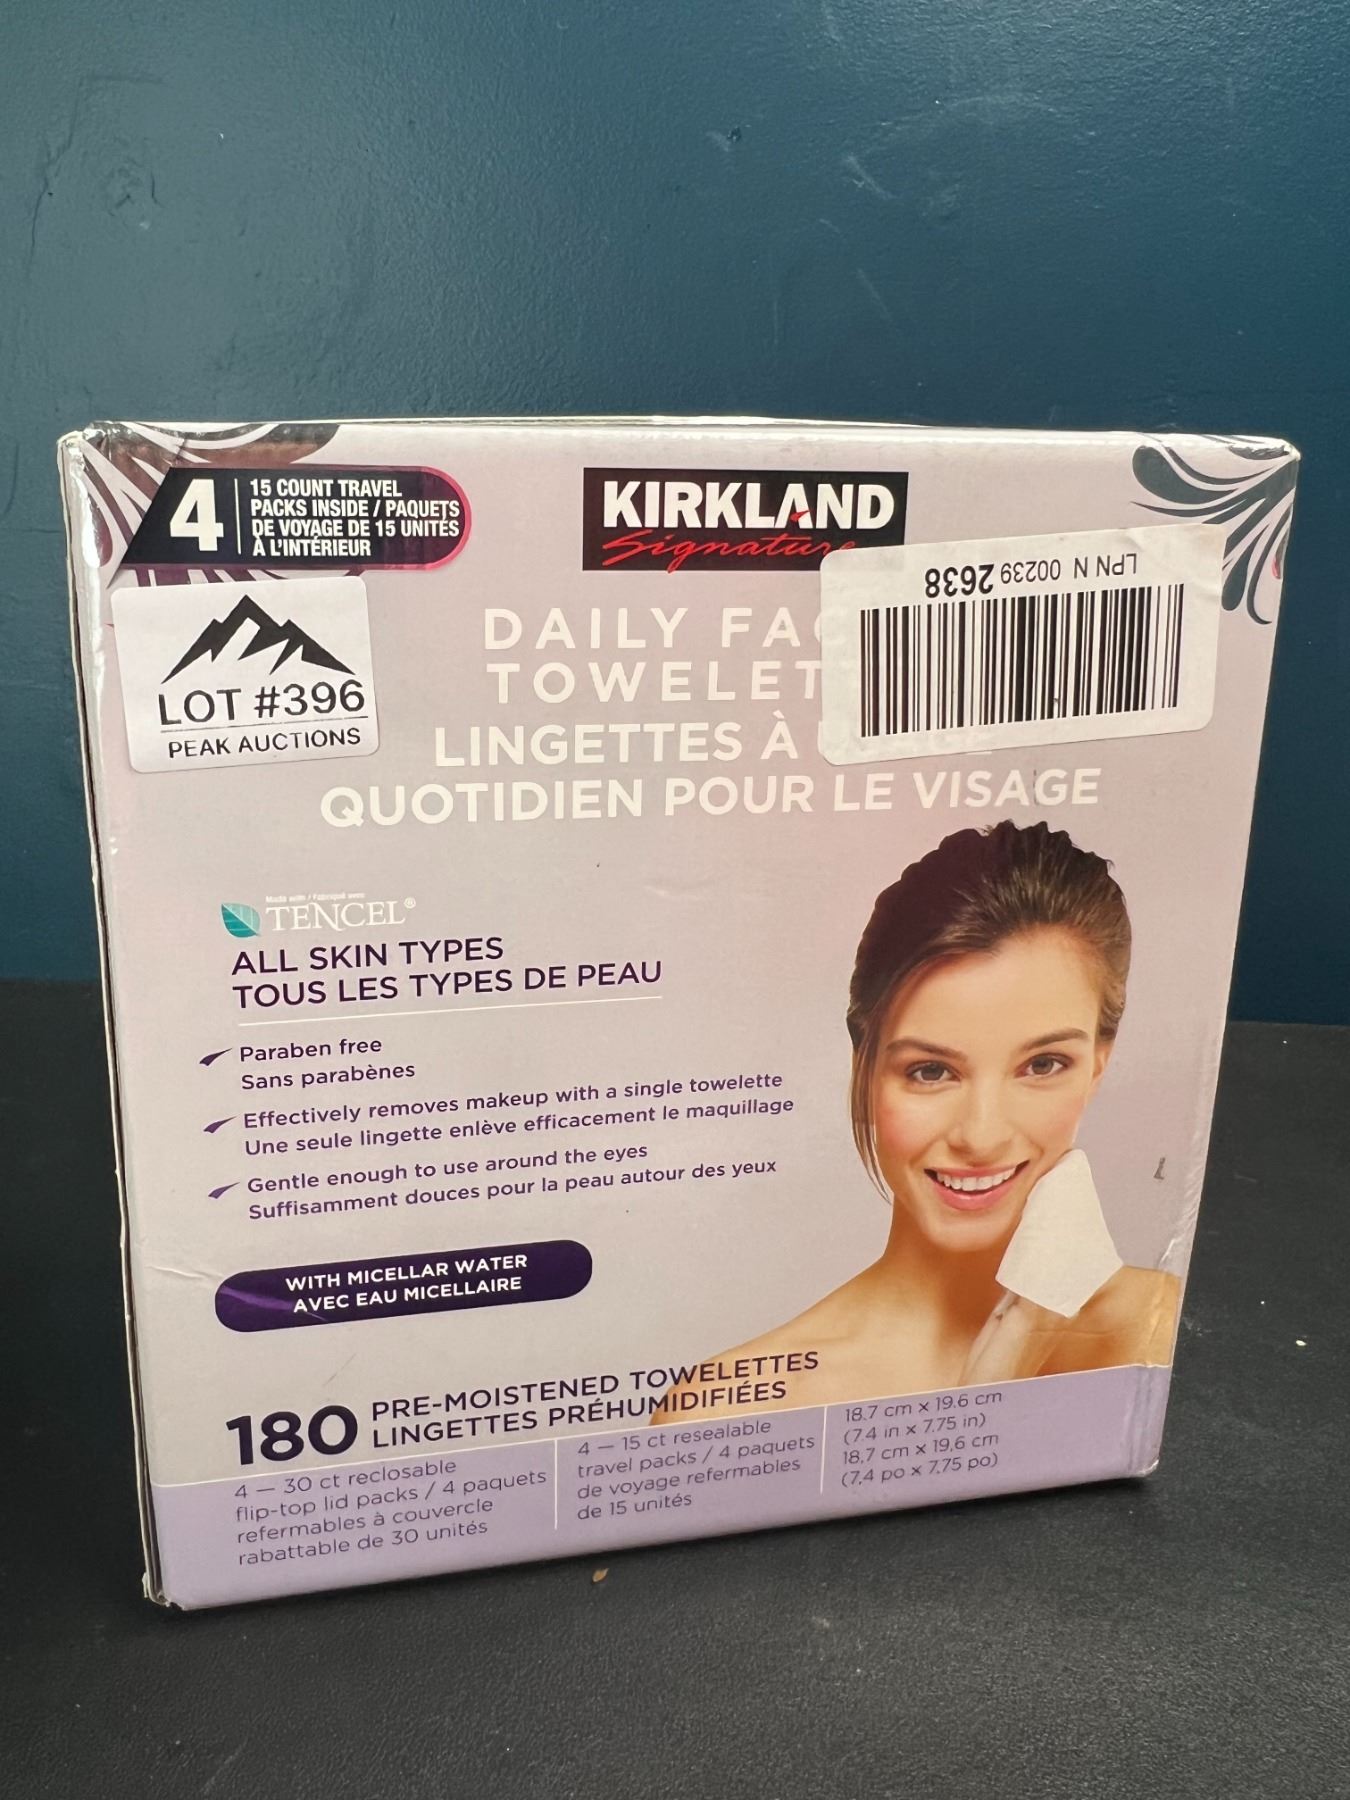 4
15 COUNT TRAVEL
PACKS INSIDE / PAQUETS
DE VOYAGE DE 15 UNITÉS
À L'INTÉRIEUR
KIRKLAND
Signature
LPN N 00239 2638
LOT #396
PEAK AUCTIONS
DAILY
LINGETTES À
QUOTIDIEN POUR LE VISAGE
Made with / Fabriqué avec
TENCEL®
ALL SKIN TYPES
TOUS LES TYPES DE PEAU
Paraben free
Sans parabènes
Effectively removes makeup with a single towelette
Une seule lingette enlève efficacement le maquillage
Gentle enough to use around the eyes
Suffisamment douces pour la peau autour des yeux
WITH MICELLAR WATER
AVEC EAU MICELLAIRE
180 PRE-MOISTENED TOWELETTES
LINGETTES PRÉHUMIDIFIÉES
4 — 30 ct reclosable
flip-top lid packs / 4 paquets
refermables à couvercle
rabattable de 30 unités
4 — 15 ct resealable
travel packs / 4 paquets
de voyage refermables
de 15 unités
18.7 cm x 19.6 cm
(7.4 in x 7.75 in)
18,7 cm x 19,6 cm
(7,4 po x 7,75 po)